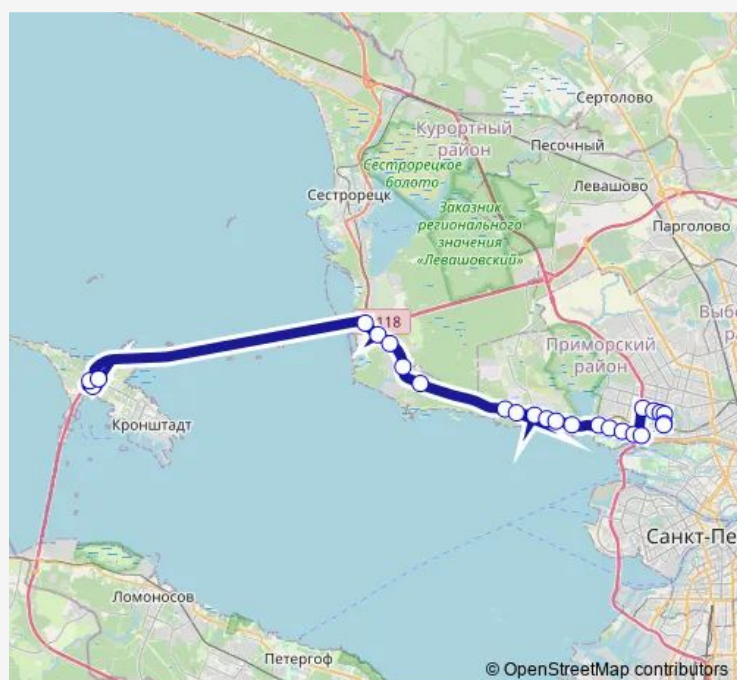 Сертолово
Курортный
район
Песочный
Сестрорецкое
болото
Левашово
Сестрорецк
Заказник
регионального
значения
«Левашовский»
Парголово
118
Приморский
район
Кронштадт
Санкт-Пе
Ломоносов
Петергоф
© OpenStreetMap contributors